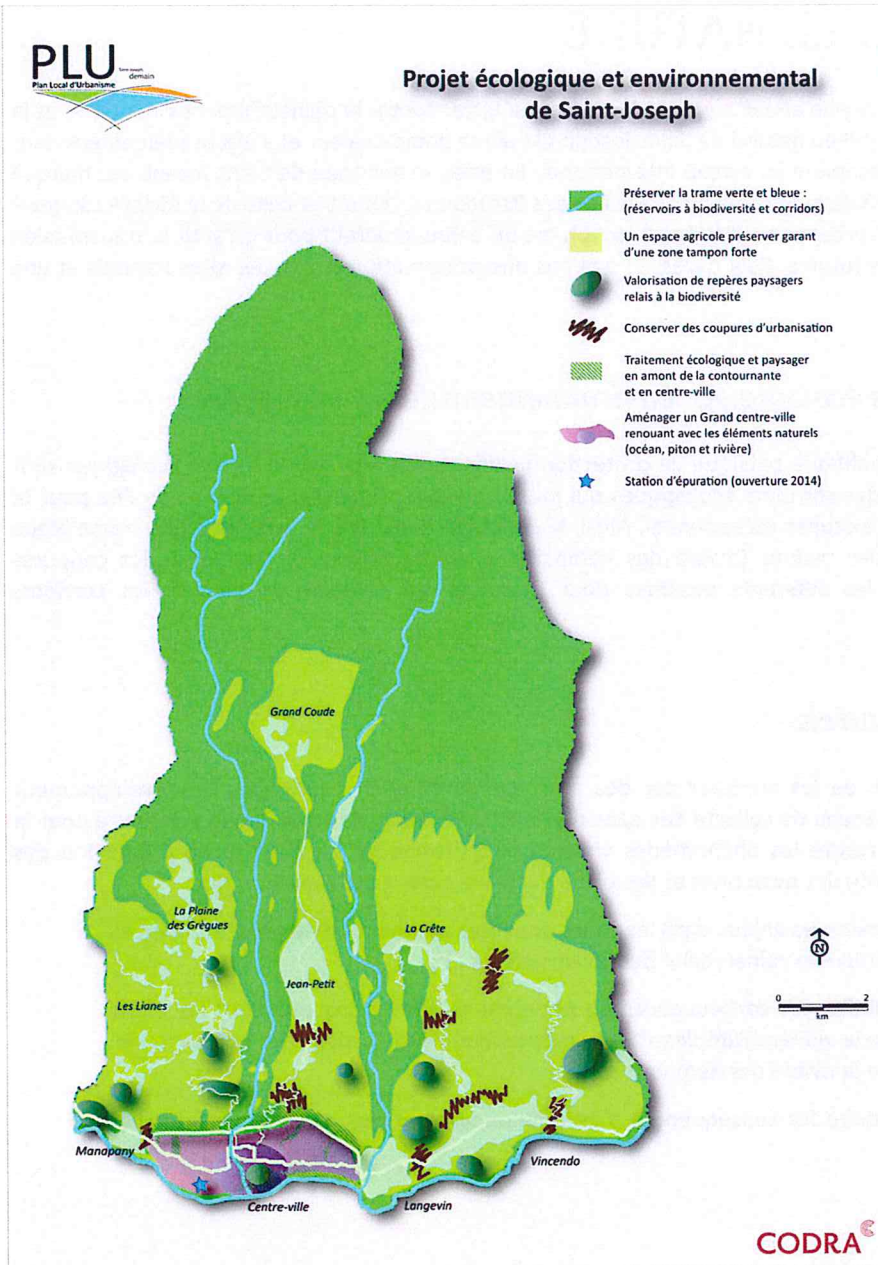 PLU
Saint-Joseph
demain
Plan Local d'Urbanisme
Projet écologique et environnemental
de Saint-Joseph
Préserver la trame verte et bleue :
(réservoirs à biodiversité et corridors)
Un espace agricole préserver garant
d'une zone tampon forte
Valorisation de repères paysagers
relais à la biodiversité
Conserver des coupures d'urbanisation
Traitement écologique et paysager
en amont de la contournante
et en centre-ville
Aménager un Grand centre-ville
renouant avec les éléments naturels
(océan, piton et rivière)
Station d'épuration (ouverture 2014)
Grand Coude
La Plaine
des Grègues
La Crête
Jean-Petit
Les Lianes
N
0 2
km
Manapany
Vincendo
Centre-ville
Langevin
CODRA